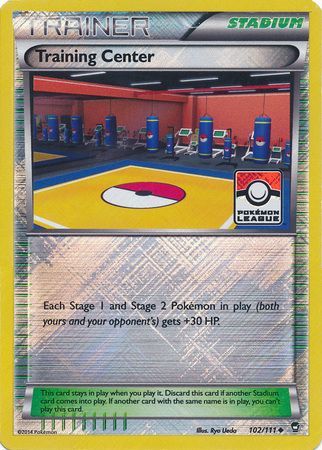 TRAINER
STADIUM
Training Center
POKÉMON
LEAGUE
Each Stage 1 and Stage 2 Pokémon in play (both
yours and your opponent's) gets +30 HP.
This card stays in play when you play it. Discard this card if another Stadium
card comes into play. If another card with the same name is in play, you can't
play this card.
©2014 Pokémon
Illus. Ryo Ueda
102/111